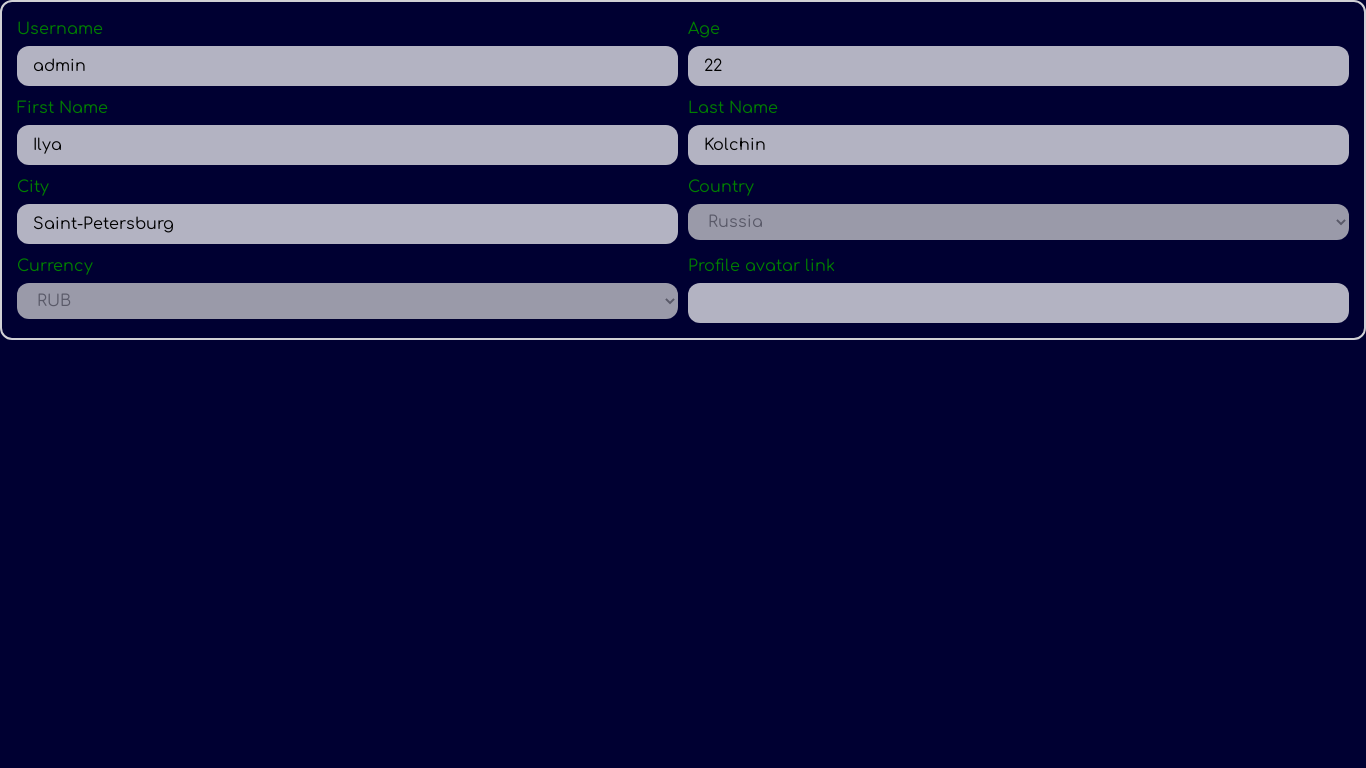 Username
Age
admin
22
First Name
Last Name
Ilya
Kolchin
City
Country
Saint-Petersburg
Russia
Currency
Profile avatar link
RUB